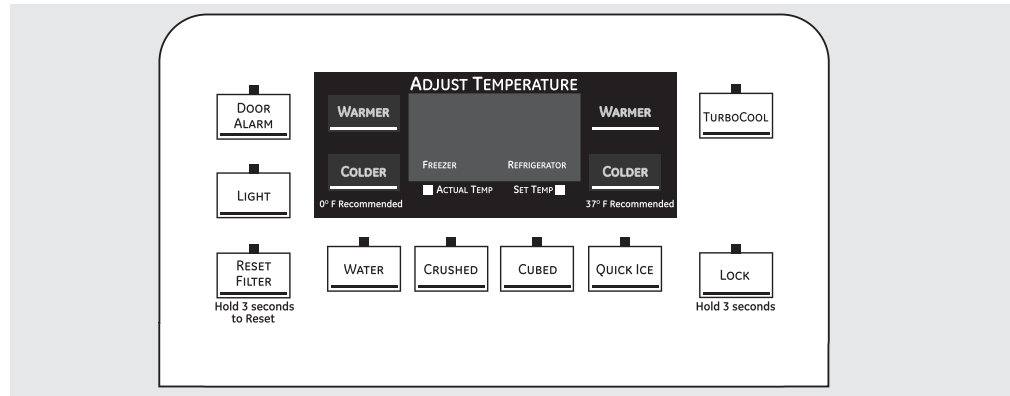 ADJUST TEMPERATURE
DOOR
ALARM
WARMER
WARMER
TURBOCOOL
FREEZER
REFRIGERATOR
COLDER
COLDER
LIGHT
ACTUAL TEMP
SET TEMP
0° F Recommended
37° F Recommended
RESET
FILTER
Hold 3 seconds
to Reset
WATER
CRUSHED
CUBED
QUICK ICE
LOCK
Hold 3 seconds